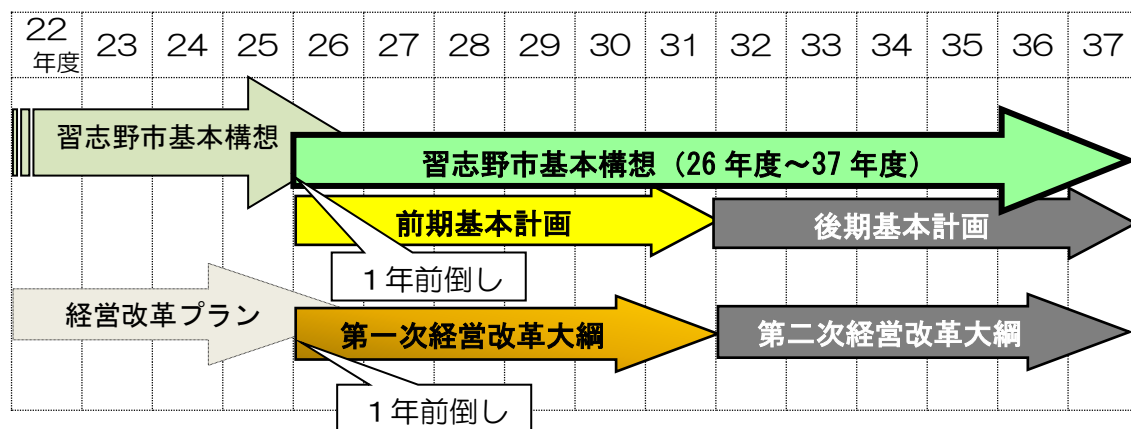 22 23 24 25 26 27 28 29 30 31 32 33 34 35 36 37
年度
習志野市基本構想
習志野市基本構想（26 年度～37 年度）
前期基本計画
後期基本計画
１年前倒し
経営改革プラン
第一次経営改革大綱
第二次経営改革大綱
１年前倒し